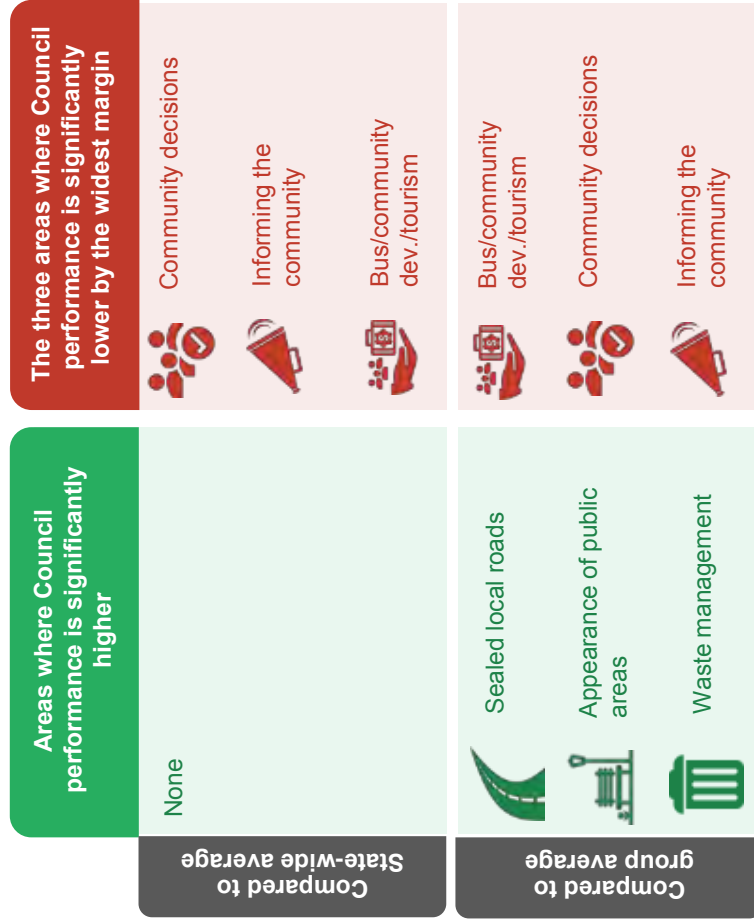 Areas where Council
performance is significantly
higher
The three areas where Council
performance is significantly
lower by the widest margin
Compared to
State-wide average
None
Community decisions
Informing the
community
Bus/community
dev./tourism
Compared to
group average
Sealed local roads
Appearance of public
areas
Waste management
Bus/community
dev./tourism
Community decisions
Informing the
community